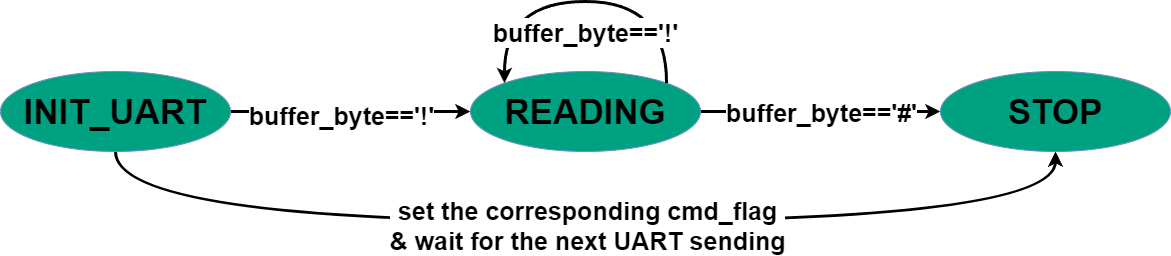 buffer_byte=='!'
INIT_UART
buffer_byte=='!'
READING
buffer_byte=='#'
STOP
set the corresponding cmd_flag
& wait for the next UART sending